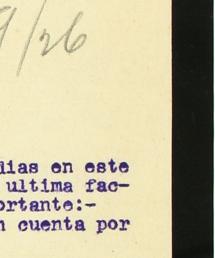 9/26
dias en este
ultima fac-
ortante:-
n cuenta por